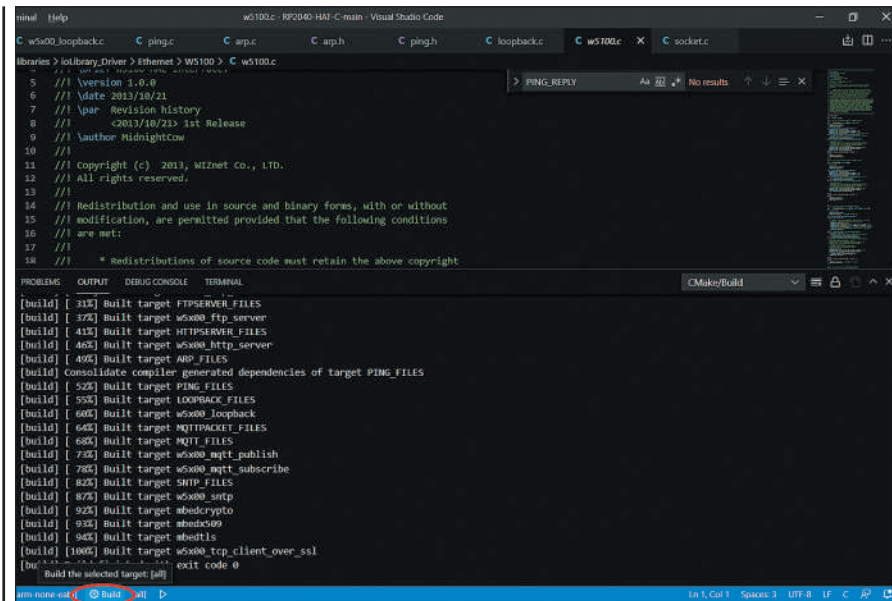 minal Help w5100.c - RP2040-HAT-C-main - Visual Studio Code
C w5x00_loopback.c C ping.c C arp.c C arp.h C ping.h C loopback.c C w5100.c × C socket.c
libraries > ioLibrary_Driver > Ethernet > W5100 > C w5100.c
> PING_REPLY Aa ab .* No results
5 //! \version 1.0.0
6 //! \date 2013/10/21
7 //! \par Revision history
8 //! <2013/10/21> 1st Release
9 //! \author MidnightCow
10 //!
11 //! Copyright (c) 2013, WIZnet Co., LTD.
12 //! All rights reserved.
13 //!
14 //! Redistribution and use in source and binary forms, with or without
15 //! modification, are permitted provided that the following conditions
16 //! are met:
17 //!
18 //! * Redistributions of source code must retain the above copyright
PROBLEMS OUTPUT DEBUG CONSOLE TERMINAL CMake/Build
[build] [ 31%] Built target FTPSERVER_FILES
[build] [ 37%] Built target w5x00_ftp_server
[build] [ 41%] Built target HTTPSERVER_FILES
[build] [ 46%] Built target w5x00_http_server
[build] [ 49%] Built target ARP_FILES
[build] Consolidate compiler generated dependencies of target PING_FILES
[build] [ 52%] Built target PING_FILES
[build] [ 55%] Built target LOOPBACK_FILES
[build] [ 60%] Built target w5x00_loopback
[build] [ 64%] Built target MQTTPACKET_FILES
[build] [ 68%] Built target MQTT_FILES
[build] [ 73%] Built target w5x00_mqtt_publish
[build] [ 78%] Built target w5x00_mqtt_subscribe
[build] [ 82%] Built target SNTP_FILES
[build] [ 87%] Built target w5x00_sntp
[build] [ 92%] Built target mbedcrypto
[build] [ 93%] Built target mbedx509
[build] [ 94%] Built target mbedtls
[build] [100%] Built target w5x00_tcp_client_over_ssl
[bu exit code 0
Build the selected target: [all]
arm-none-eab Build all] Ln 1, Col 1 Spaces: 3 UTF-8 LF C